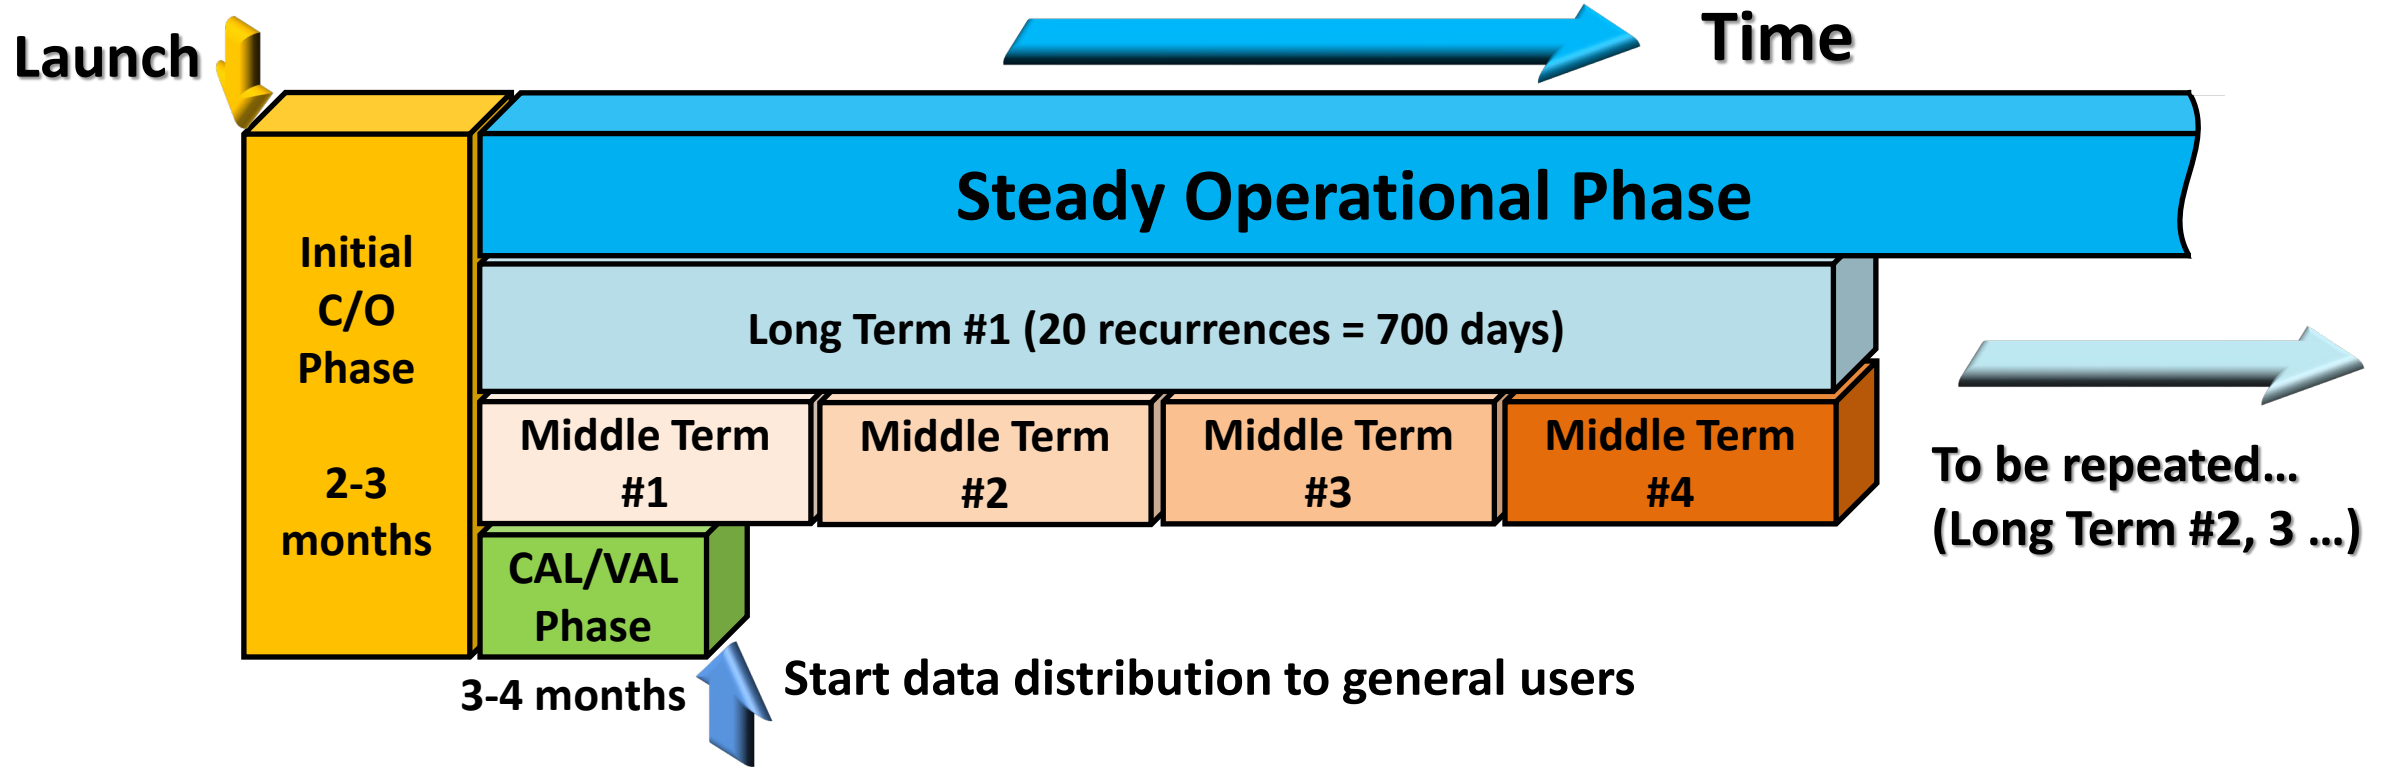 Launch
Time
Steady Operational Phase
Initial
C/O
Phase
2-3
months
Long Term #1 (20 recurrences = 700 days)
Middle Term
#1
Middle Term
#2
Middle Term
#3
Middle Term
#4
To be repeated...
(Long Term #2, 3 ...)
CAL/VAL
Phase
3-4 months
Start data distribution to general users